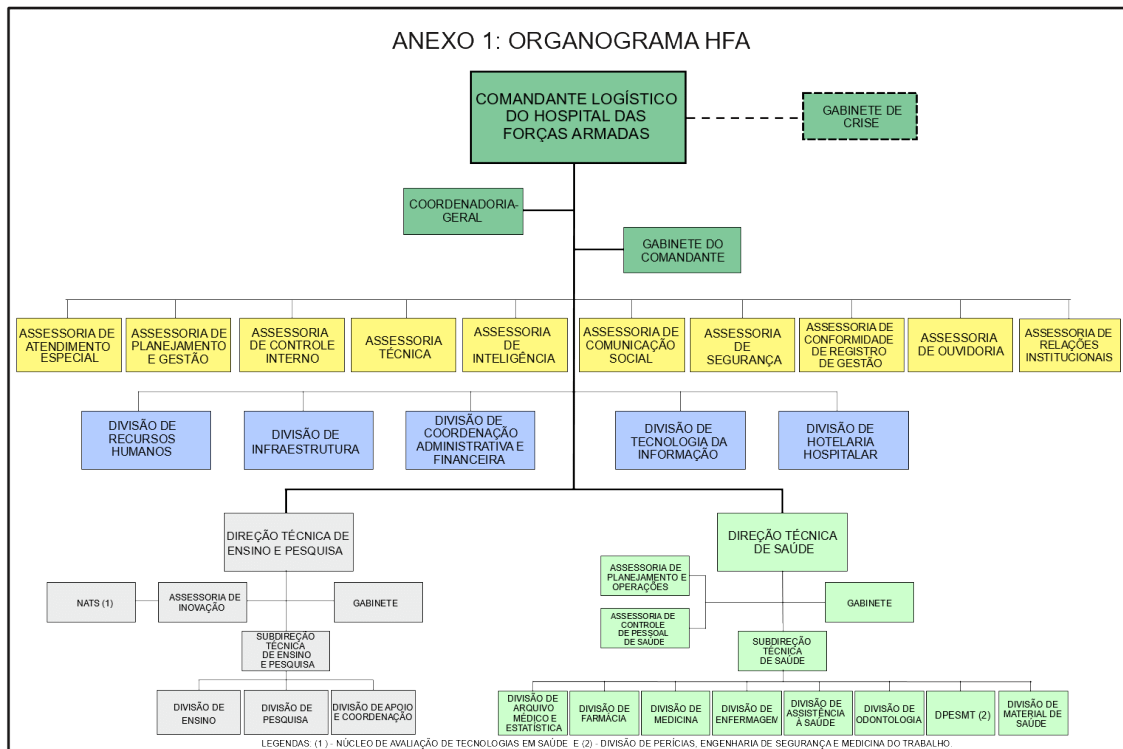 ANEXO 1: ORGANOGRAMA HFA
COMANDANTE LOGÍSTICO
DO HOSPITAL DAS
FORÇAS ARMADAS
GABINETE DE
CRISE
COORDENADORIA-
GERAL
GABINETE DO
COMANDANTE
ASSESSORIA DE
ATENDIMENTO
ESPECIAL
ASSESSORIA DE
PLANEJAMENTO
E GESTÃO
ASSESSORIA
DE CONTROLE
INTERNO
ASSESSORIA
TÉCNICA
ASSESSORIA
DE
INTELIGÊNCIA
ASSESSORIA DE
COMUNICAÇÃO
SOCIAL
ASSESSORIA
DE
SEGURANÇA
ASSESSORIA DE
CONFORMIDADE
DE REGISTRO
DE GESTÃO
ASSESSORIA
DE OUVIDORIA
ASSESSORIA DE
RELAÇÕES
INSTITUCIONAIS
DIVISÃO DE
RECURSOS
HUMANOS
DIVISÃO DE
INFRAESTRUTURA
DIVISÃO DE
COORDENAÇÃO
ADMINISTRATIVA E
FINANCEIRA
DIVISÃO DE
TECNOLOGIA DA
INFORMAÇÃO
DIVISÃO DE
HOTELARIA
HOSPITALAR
DIREÇÃO TÉCNICA DE
ENSINO E PESQUISA
NATS (1)
ASSESSORIA DE
INOVAÇÃO
GABINETE
SUBDIREÇÃO
TÉCNICA
DE ENSINO
E PESQUISA
DIVISÃO DE
ENSINO
DIVISÃO DE
PESQUISA
DIVISÃO DE APOIO
E COORDENAÇÃO
DIREÇÃO TÉCNICA
DE SAÚDE
ASSESSORIA DE
PLANEJAMENTO E
OPERAÇÕES
ASSESSORIA DE
CONTROLE
DE PESSOAL
DE SAÚDE
GABINETE
SUBDIREÇÃO
TÉCNICA
DE SAÚDE
DIVISÃO DE
ARQUIVO
MÉDICO E
ESTATÍSTICA
DIVISÃO DE
FARMÁCIA
DIVISÃO DE
MEDICINA
DIVISÃO DE
ENFERMAGEM
DIVISÃO DE
ASSISTÊNCIA
À SAÚDE
DIVISÃO DE
ODONTOLOGIA
DPESMT (2)
DIVISÃO DE
MATERIAL DE
SAÚDE
LEGENDAS: (1) - NÚCLEO DE AVALIAÇÃO DE TECNOLOGIAS EM SAÚDE E (2) - DIVISÃO DE PERÍCIAS, ENGENHARIA DE SEGURANÇA E MEDICINA DO TRABALHO.